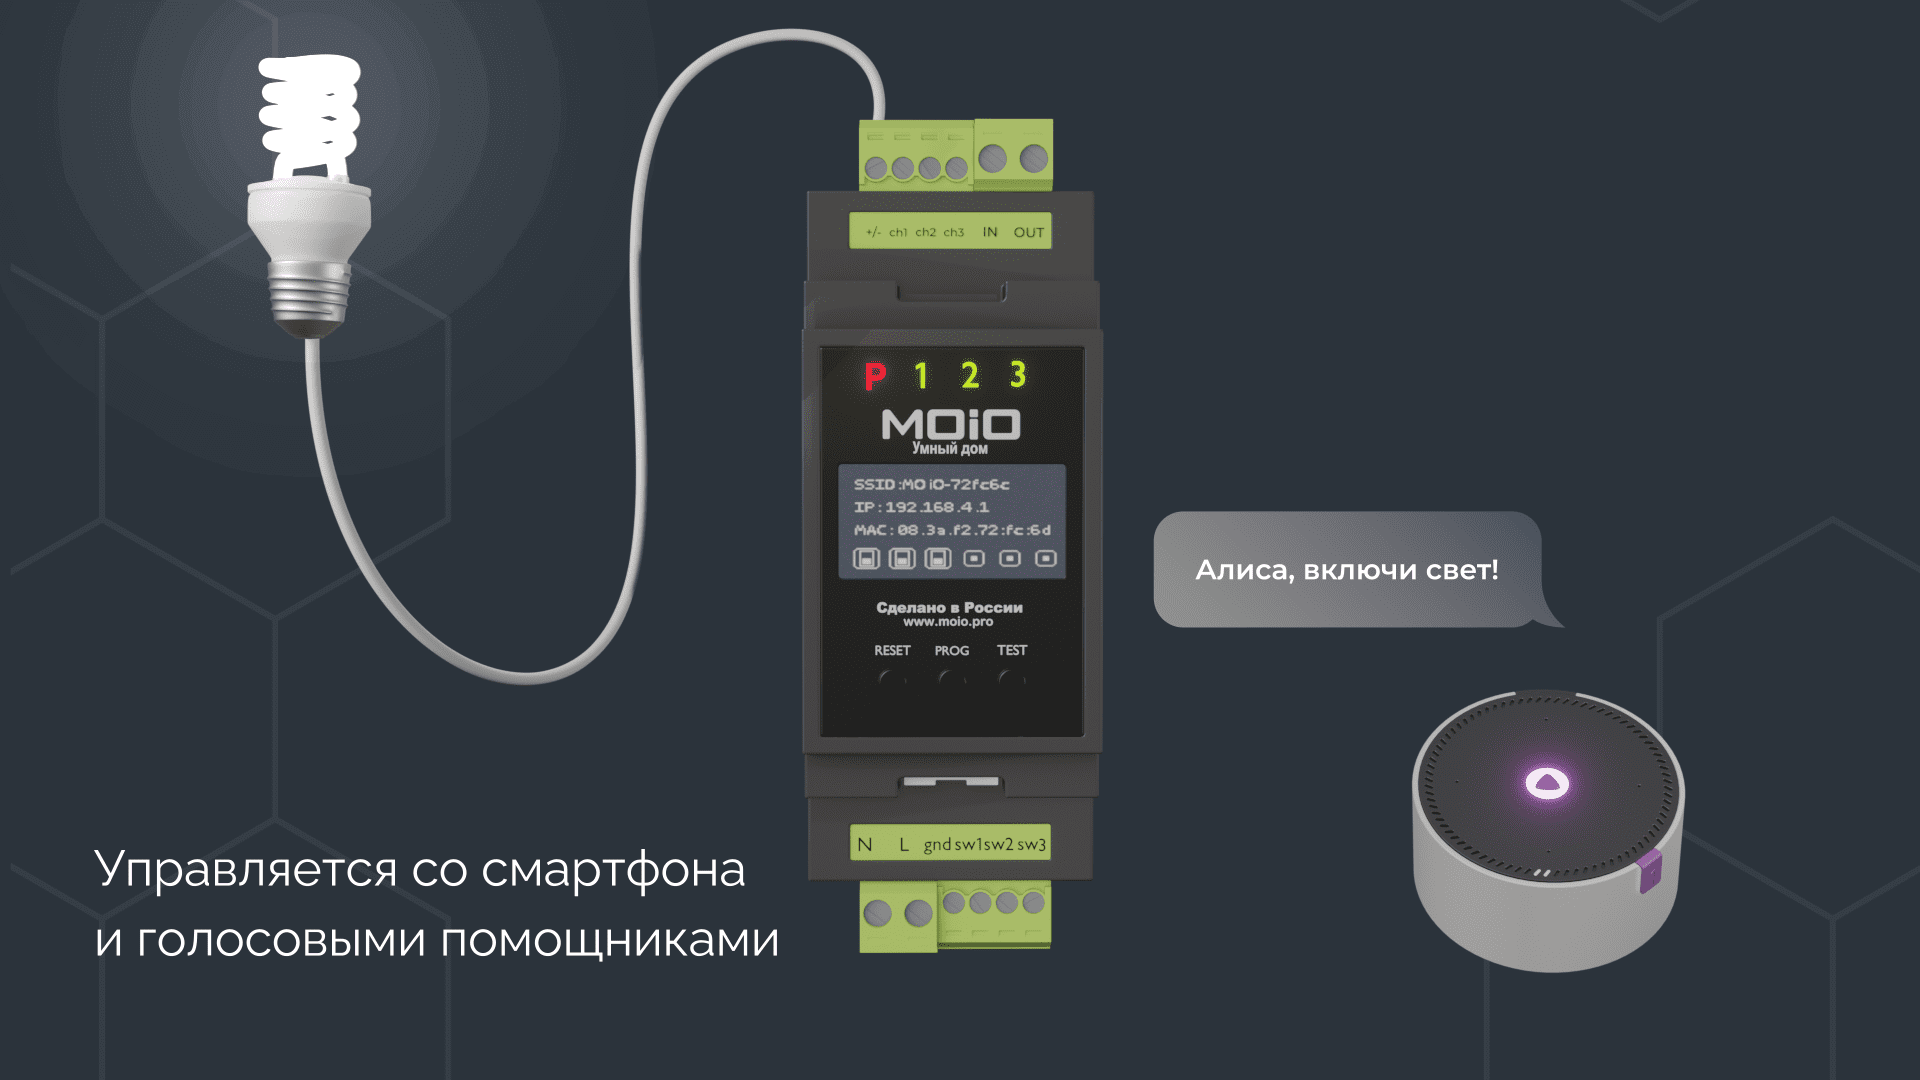 +/- ch1 ch2 ch3 IN OUT
P 1 2 3
MOiO
Умный дом
SSID:MOiO-72fc6c
IP:192.168.4.1
MAC:08.3a.f2.72:fc:6d
Сделано в России
www.moio.pro
RESET PROG TEST
N L gnd sw1 sw2 sw3
Алиса, включи свет!
Управляется со смартфона
и голосовыми помощниками